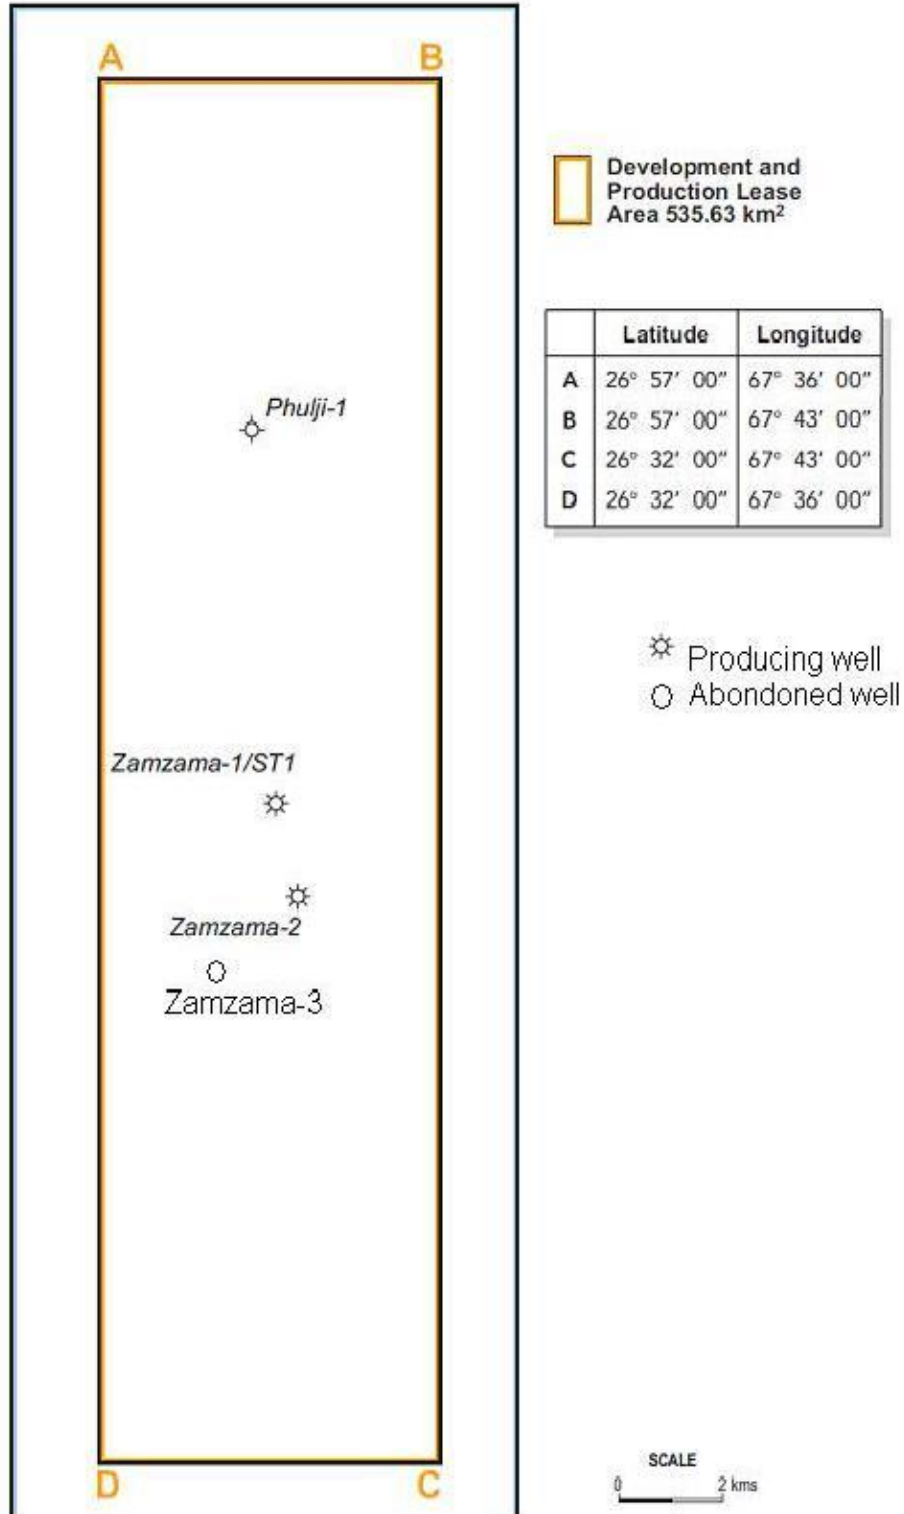 A B
Development and
Production Lease
Area 535.63 km²
Latitude Longitude
A 26° 57' 00" 67° 36' 00"
B 26° 57' 00" 67° 43' 00"
C 26° 32' 00" 67° 43' 00"
D 26° 32' 00" 67° 36' 00"
Phulji-1
Producing well
Abondoned well
Zamzama-1/ST1
Zamzama-2
Zamzama-3
SCALE
0 2 kms
D C